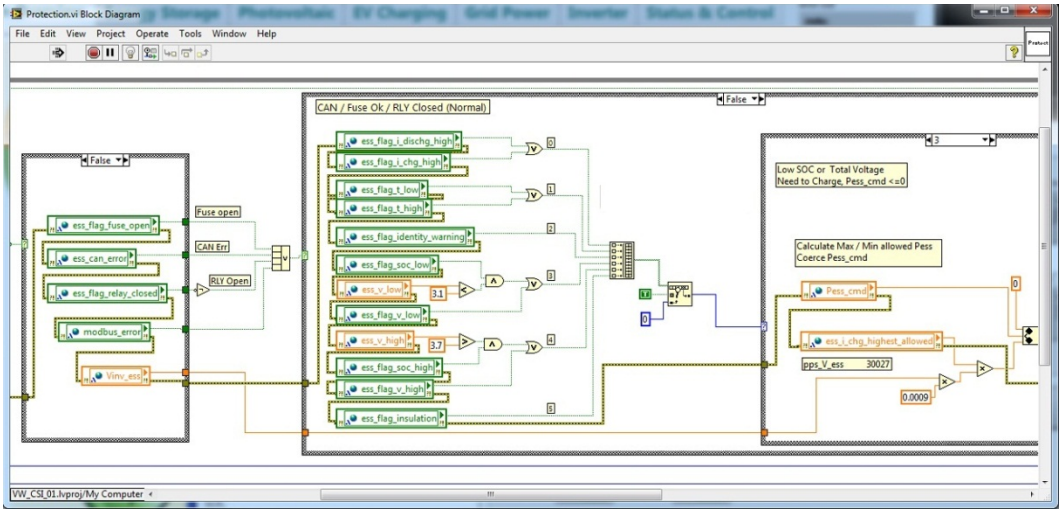 Protection.vi Block Diagram
Storage Photovoltaic EV Charging Grid Power Inverter Status & Control
File Edit View Project Operate Tools Window Help
Protect
False
CAN / Fuse Ok / RLY Closed (Normal)
False
3
ess_flag_i_dischg_high
0
ess_flag_i_chg_high
Low SOC or Total Voltage
Need to Charge, Pess_cmd <=0
ess_flag_t_low
1
ess_flag_t_high
Fuse open
ess_flag_fuse_open
2
ess_flag_identity_warning
CAN Err
ess_can_error
Calculate Max / Min allowed Pess
Coerce Pess_cmd
ess_flag_soc_low
3
RLY Open
ess_flag_relay_closed
ess_v_low
3.1
Pess_cmd
0
ess_flag_v_low
0
modbus_error
ess_v_high
3.7
4
ess_i_chg_highest_allowed
ess_flag_soc_high
pps_V_ess 30027
Vinv_ess
ess_flag_v_high
0.0009
5
ess_flag_insulation
VW_CSI_01.lvproj/My Computer